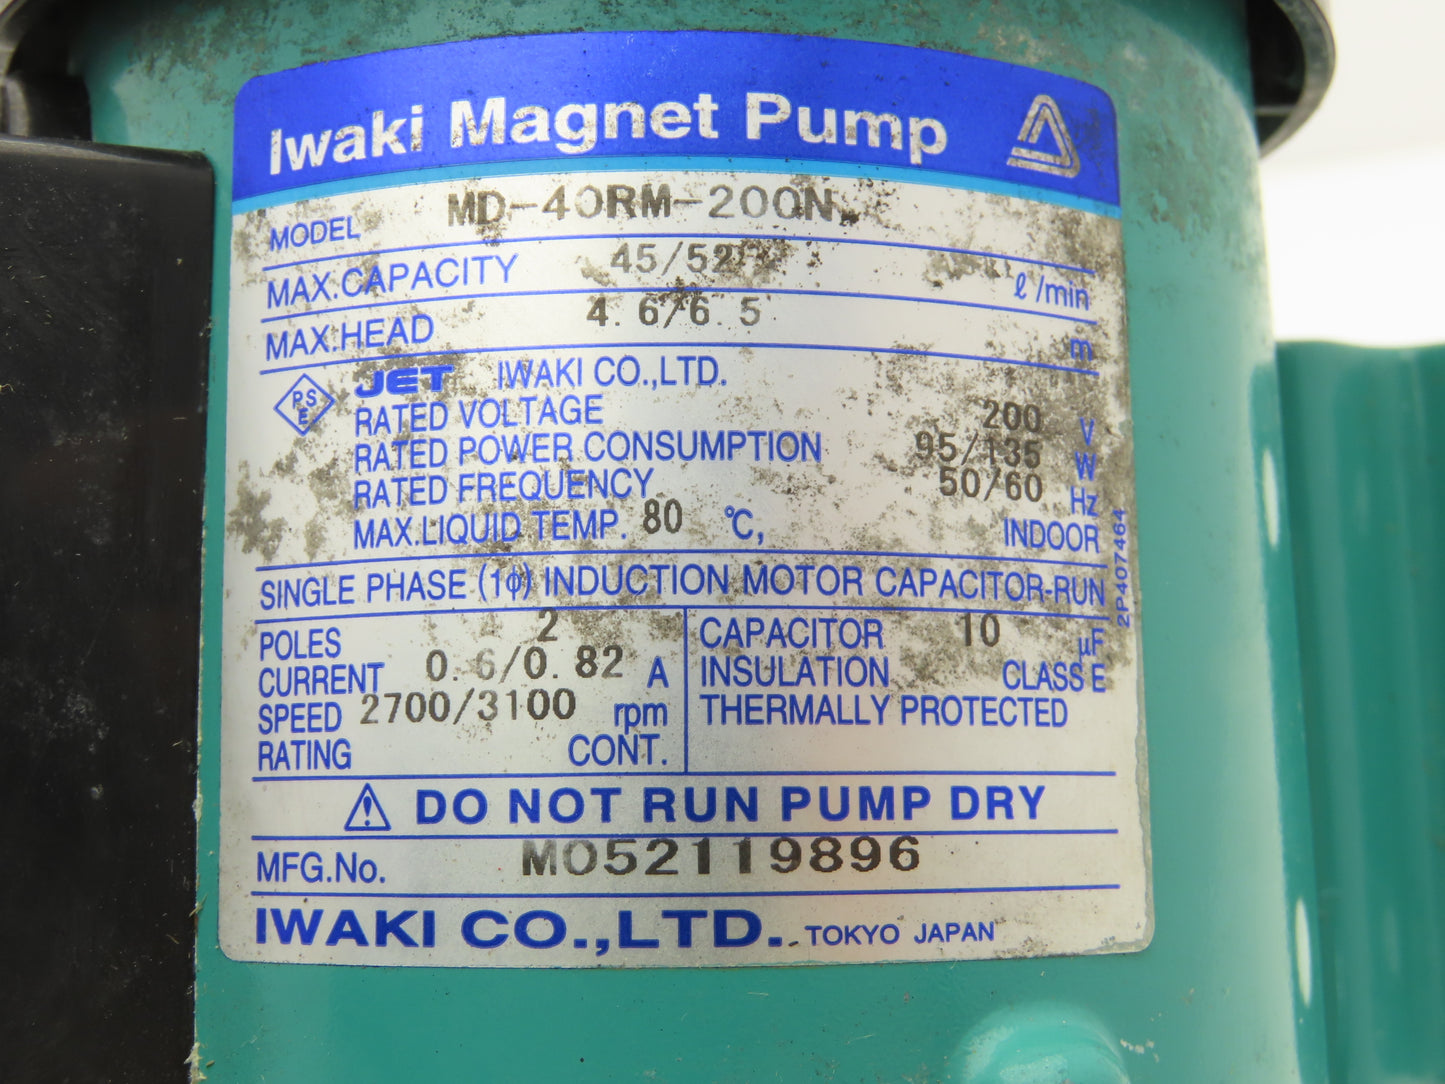 Iwaki Magnet Pump
MODEL MD-40RM-200N
MAX.CAPACITY 45/52 ℓ/min
MAX.HEAD 4.6/6.5 m
PS E JET IWAKI CO.,LTD.
RATED VOLTAGE 200 V
RATED POWER CONSUMPTION 95/135 W
RATED FREQUENCY 50/60 Hz
MAX.LIQUID TEMP. 80 ℃, INDOOR
SINGLE PHASE (1ϕ) INDUCTION MOTOR CAPACITOR-RUN
2P407464
POLES 2
CURRENT 0.6/0.82 A
SPEED 2700/3100 rpm
RATING CONT.
CAPACITOR 10 μF
INSULATION CLASS E
THERMALLY PROTECTED
DO NOT RUN PUMP DRY
MFG.No. M052119896
IWAKI CO.,LTD. TOKYO JAPAN